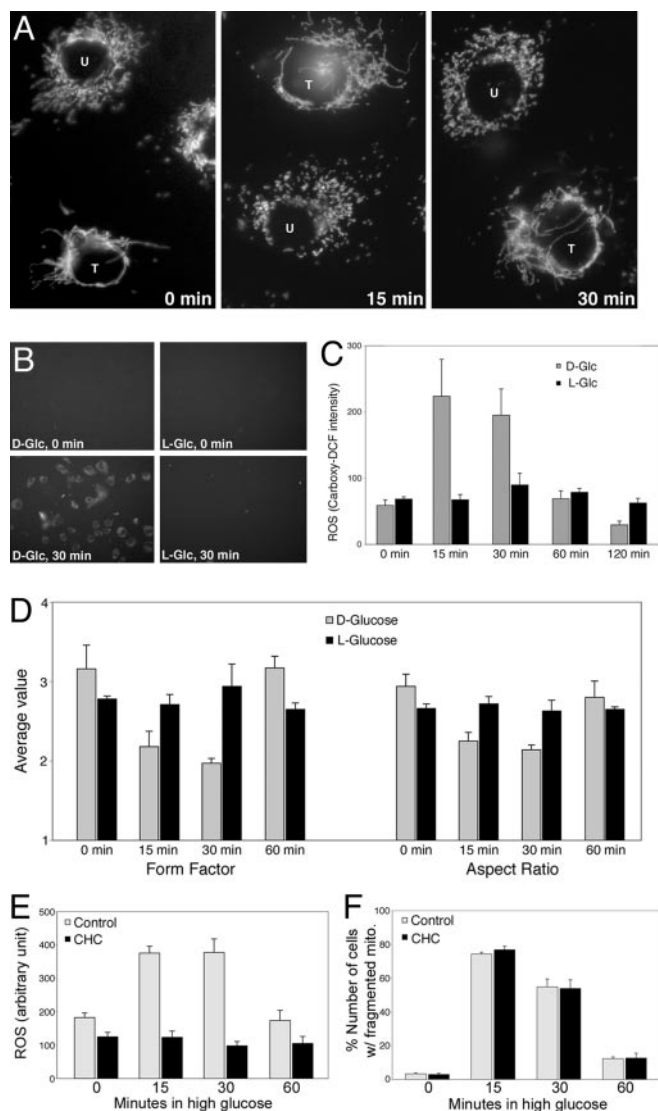 A
U
T
0 min
T
U
15 min
U
T
30 min
B
D-Glc, 0 min
L-Glc, 0 min
D-Glc, 30 min
L-Glc, 30 min
C
ROS (Carboxy-DCF intensity)
300
200
100
0
D-Glc
L-Glc
0 min 15 min 30 min 60 min 120 min
D
Average value
4
3
2
1
D-Glucose
L-Glucose
0 min 15 min 30 min 60 min
Form Factor
0 min 15 min 30 min 60 min
Aspect Ratio
E
ROS (arbitrary unit)
500
400
300
200
100
0
Control
CHC
0 15 30 60
Minutes in high glucose
F
% Number of cells
w/ fragmented mito.
80
60
40
20
0
Control
CHC
0 15 30 60
Minutes in high glucose